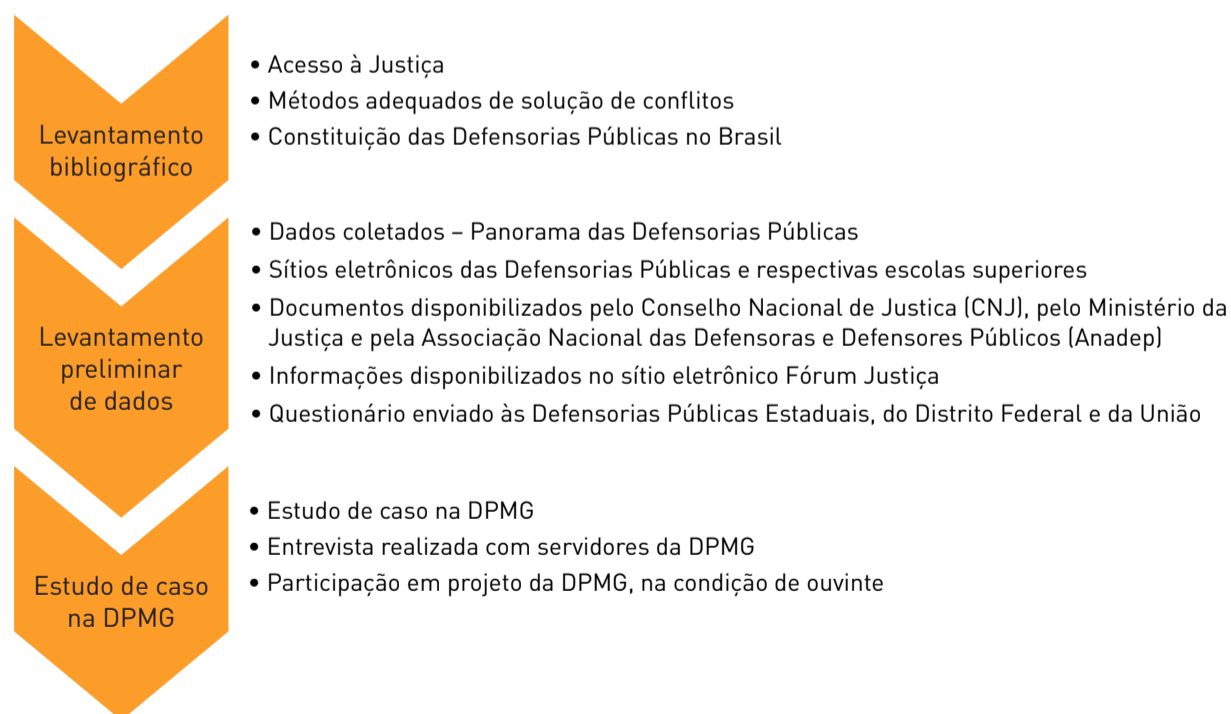 Levantamento
bibliográfico
• Acesso à Justiça
• Métodos adequados de solução de conflitos
• Constituição das Defensorias Públicas no Brasil
Levantamento
preliminar
de dados
• Dados coletados – Panorama das Defensorias Públicas
• Sítios eletrônicos das Defensorias Públicas e respectivas escolas superiores
• Documentos disponibilizados pelo Conselho Nacional de Justica (CNJ), pelo Ministério da
Justiça e pela Associação Nacional das Defensoras e Defensores Públicos (Anadep)
• Informações disponibilizados no sítio eletrônico Fórum Justiça
• Questionário enviado às Defensorias Públicas Estaduais, do Distrito Federal e da União
Estudo de caso
na DPMG
• Estudo de caso na DPMG
• Entrevista realizada com servidores da DPMG
• Participação em projeto da DPMG, na condição de ouvinte